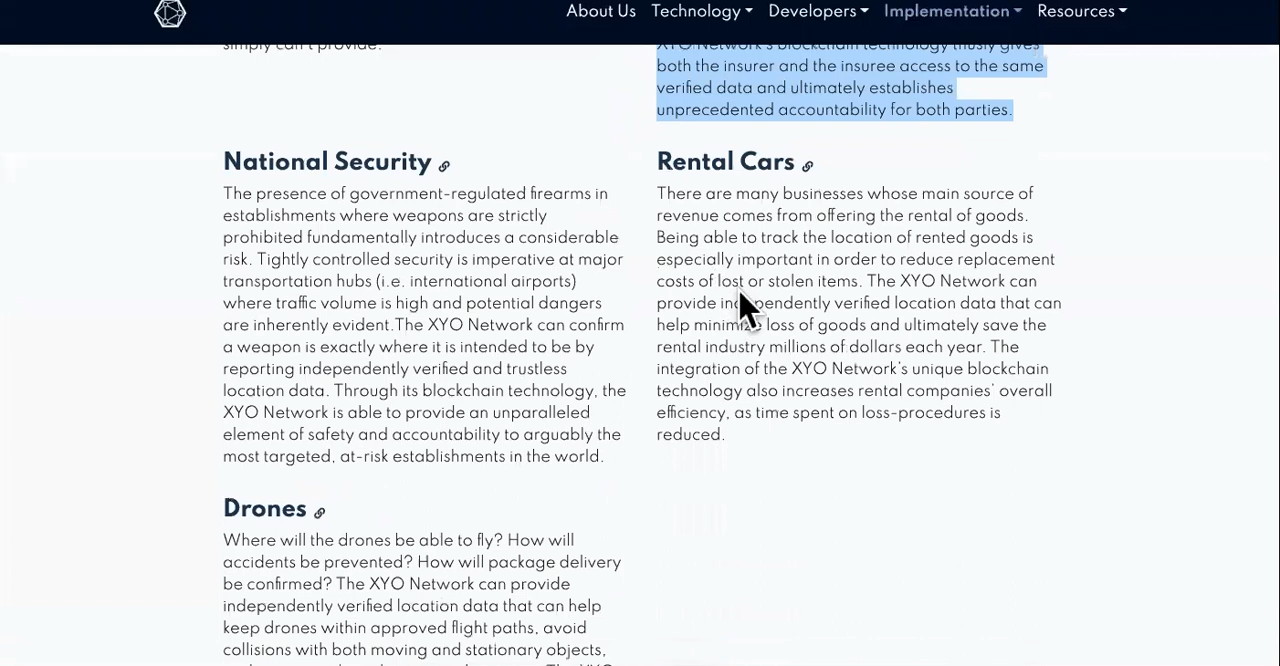 About Us Technology Developers Implementation Resources
simply can't provide.
XYO Network's blockchain technology thusly gives
both the insurer and the insuree access to the same
verified data and ultimately establishes
unprecedented accountability for both parties.
National Security
The presence of government-regulated firearms in
establishments where weapons are strictly
prohibited fundamentally introduces a considerable
risk. Tightly controlled security is imperative at major
transportation hubs (i.e. international airports)
where traffic volume is high and potential dangers
are inherently evident.The XYO Network can confirm
a weapon is exactly where it is intended to be by
reporting independently verified and trustless
location data. Through its blockchain technology, the
XYO Network is able to provide an unparalleled
element of safety and accountability to arguably the
most targeted, at-risk establishments in the world.
Rental Cars
There are many businesses whose main source of
revenue comes from offering the rental of goods.
Being able to track the location of rented goods is
especially important in order to reduce replacement
costs of lost or stolen items. The XYO Network can
provide independently verified location data that can
help minimize loss of goods and ultimately save the
rental industry millions of dollars each year. The
integration of the XYO Network's unique blockchain
technology also increases rental companies' overall
efficiency, as time spent on loss-procedures is
reduced.
Drones
Where will the drones be able to fly? How will
accidents be prevented? How will package delivery
be confirmed? The XYO Network can provide
independently verified location data that can help
keep drones within approved flight paths, avoid
collisions with both moving and stationary objects,